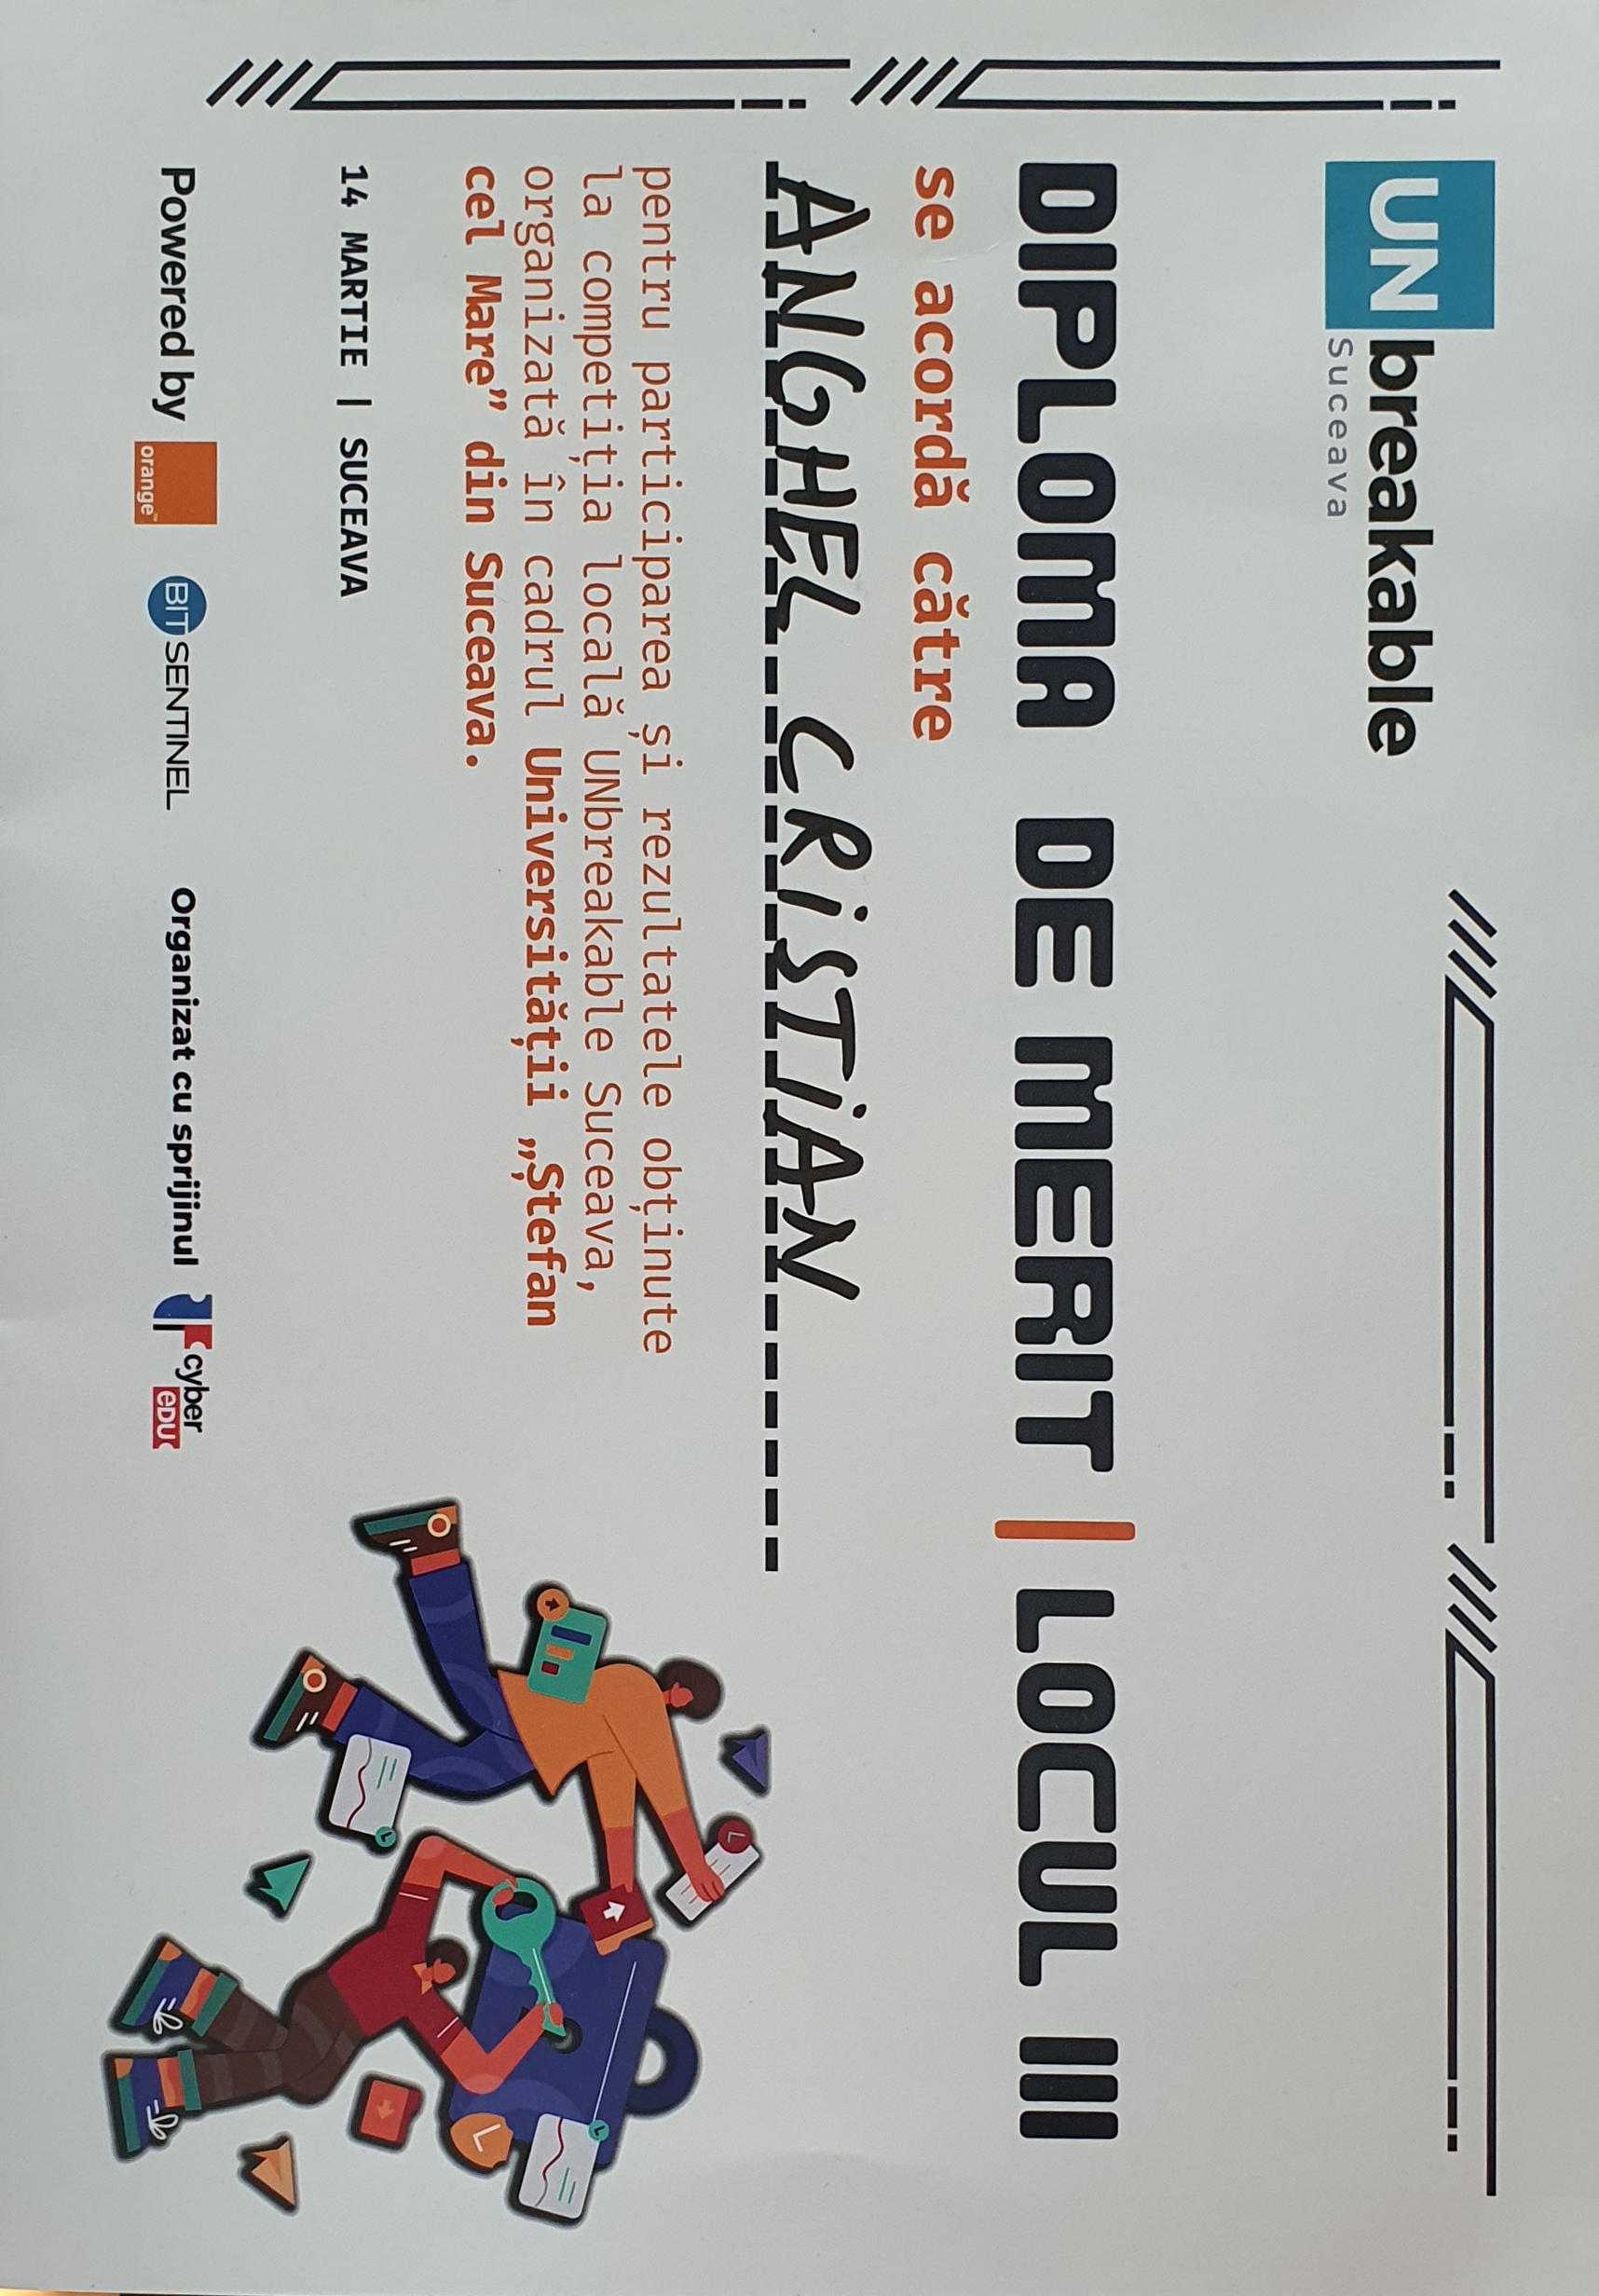 UNbreakable
Suceava
DIPLOMA DE MERIT | LOCUL III
se acordă către
ANGHEL CRiSTiAN
pentru participarea și rezultatele obținute
la competiția locală UNbreakable Suceava,
organizată în cadrul Universității „Ștefan
cel Mare” din Suceava.
14 MARTIE | SUCEAVA
Powered by orange™ BIT SENTINEL Organizat cu sprijinul cyber EDU